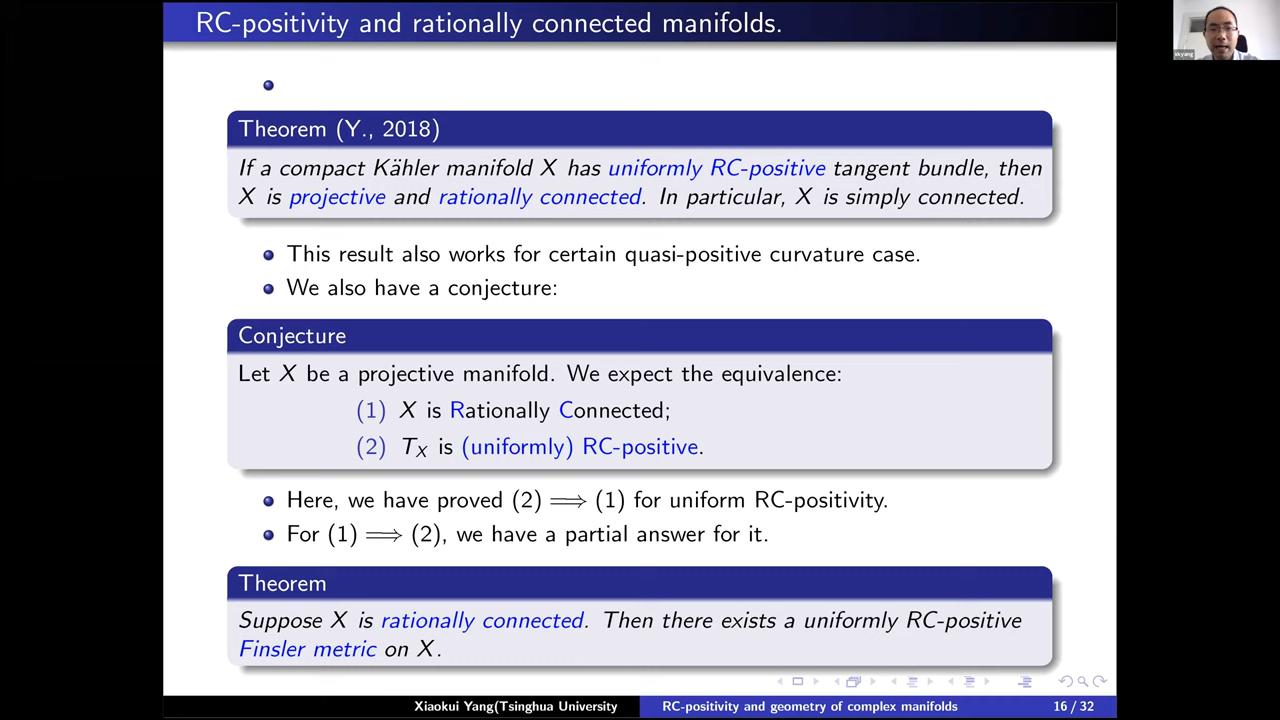 RC-positivity and rationally connected manifolds.
xkyang
Theorem (Y., 2018)
If a compact Kähler manifold X has uniformly RC-positive tangent bundle, then
X is projective and rationally connected. In particular, X is simply connected.
This result also works for certain quasi-positive curvature case.
We also have a conjecture:
Conjecture
Let X be a projective manifold. We expect the equivalence:
(1) X is Rationally Connected;
(2) T_X is (uniformly) RC-positive.
Here, we have proved (2) ⟹ (1) for uniform RC-positivity.
For (1) ⟹ (2), we have a partial answer for it.
Theorem
Suppose X is rationally connected. Then there exists a uniformly RC-positive
Finsler metric on X.
Xiaokui Yang(Tsinghua University RC-positivity and geometry of complex manifolds 16 / 32